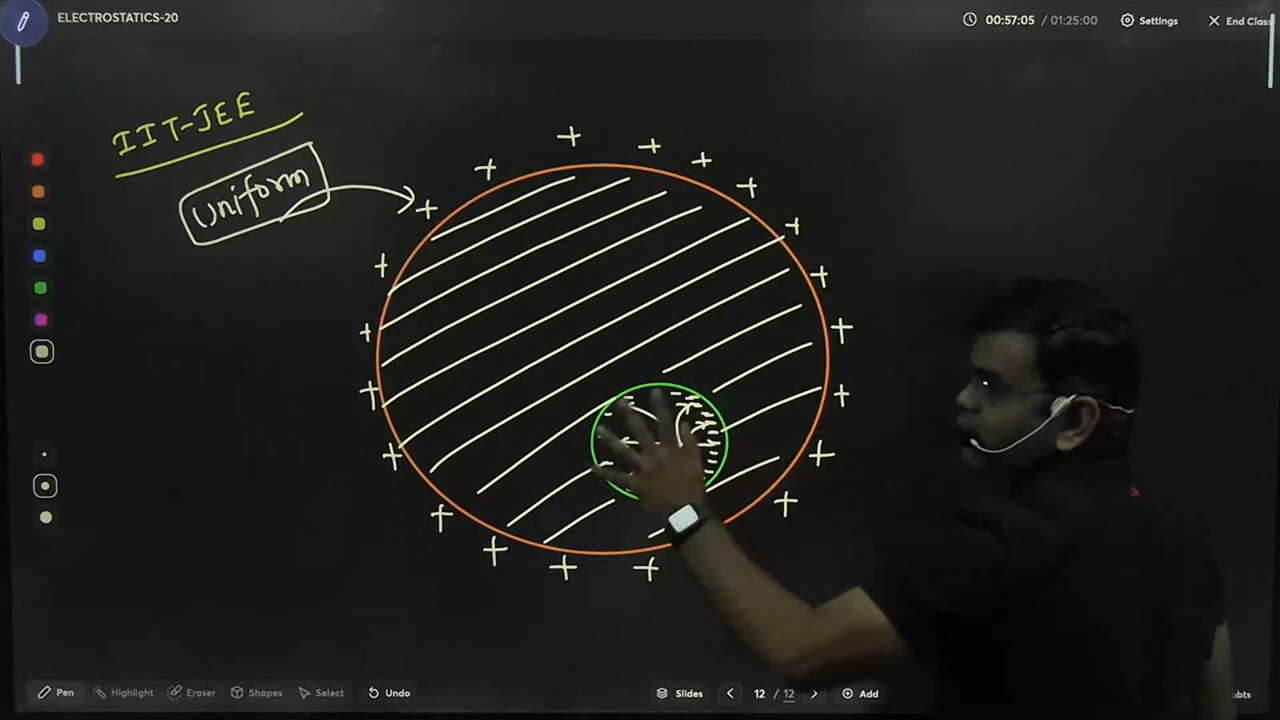 ELECTROSTATICS-20
00:57:05 / 01:25:00
Settings
End Class
IIT-JEE
Uniform
Pen
Highlight
Eraser
Shapes
Select
Undo
Slides
12 / 12
Add